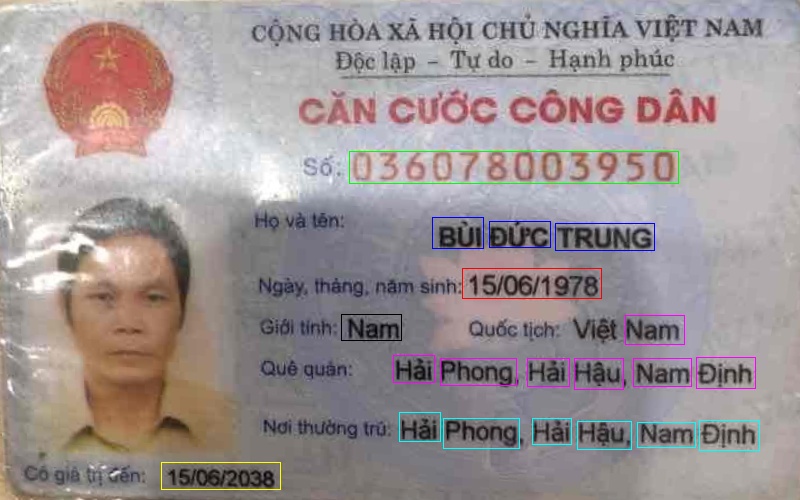 CỘNG HÒA XÃ HỘI CHỦ NGHĨA VIỆT NAM
Độc lập - Tự do - Hạnh phúc
CĂN CƯỚC CÔNG DÂN
Số: 036078003950
Họ và tên: BÙI ĐỨC TRUNG
Ngày, tháng, năm sinh: 15/06/1978
Giới tính: Nam Quốc tịch: Việt Nam
Quê quán: Hải Phong, Hải Hậu, Nam Định
Nơi thường trú: Hải Phong, Hải Hậu, Nam Định
Có giá trị đến: 15/06/2038